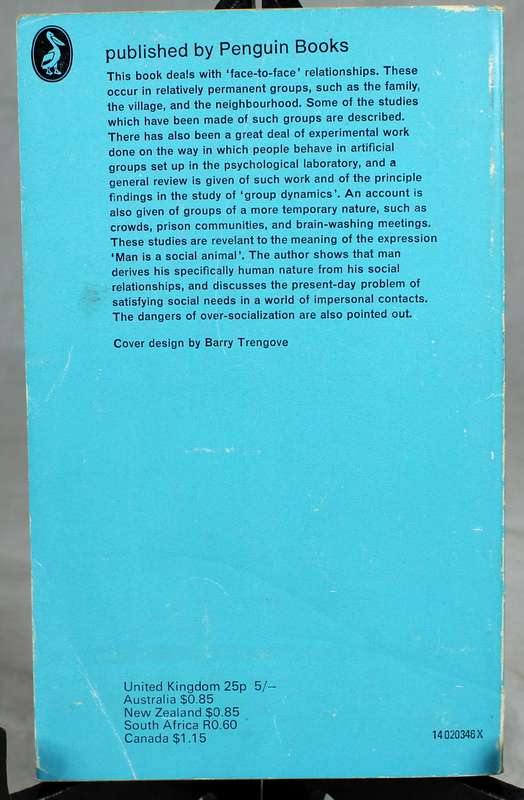 published by Penguin Books
This book deals with 'face-to-face' relationships. These
occur in relatively permanent groups, such as the family,
the village, and the neighbourhood. Some of the studies
which have been made of such groups are described.
There has also been a great deal of experimental work
done on the way in which people behave in artificial
groups set up in the psychological laboratory, and a
general review is given of such work and of the principle
findings in the study of 'group dynamics'. An account is
also given of groups of a more temporary nature, such as
crowds, prison communities, and brain-washing meetings.
These studies are revelant to the meaning of the expression
'Man is a social animal'. The author shows that man
derives his specifically human nature from his social
relationships, and discusses the present-day problem of
satisfying social needs in a world of impersonal contacts.
The dangers of over-socialization are also pointed out.
Cover design by Barry Trengove
United Kingdom 25p 5/–
Australia $0.85
New Zealand $0.85
South Africa R0.60
Canada $1.15
14 020346 X